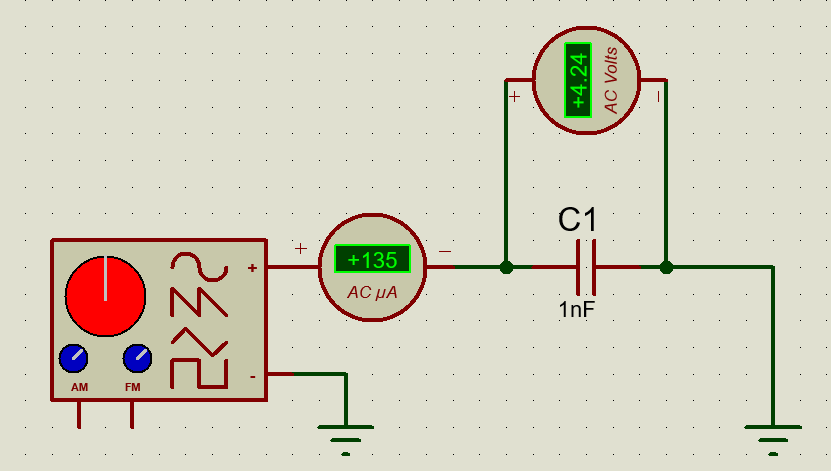 +4.24
AC Volts
+
−
C1
1nF
+
−
+135
AC µA
+
-
AM
FM